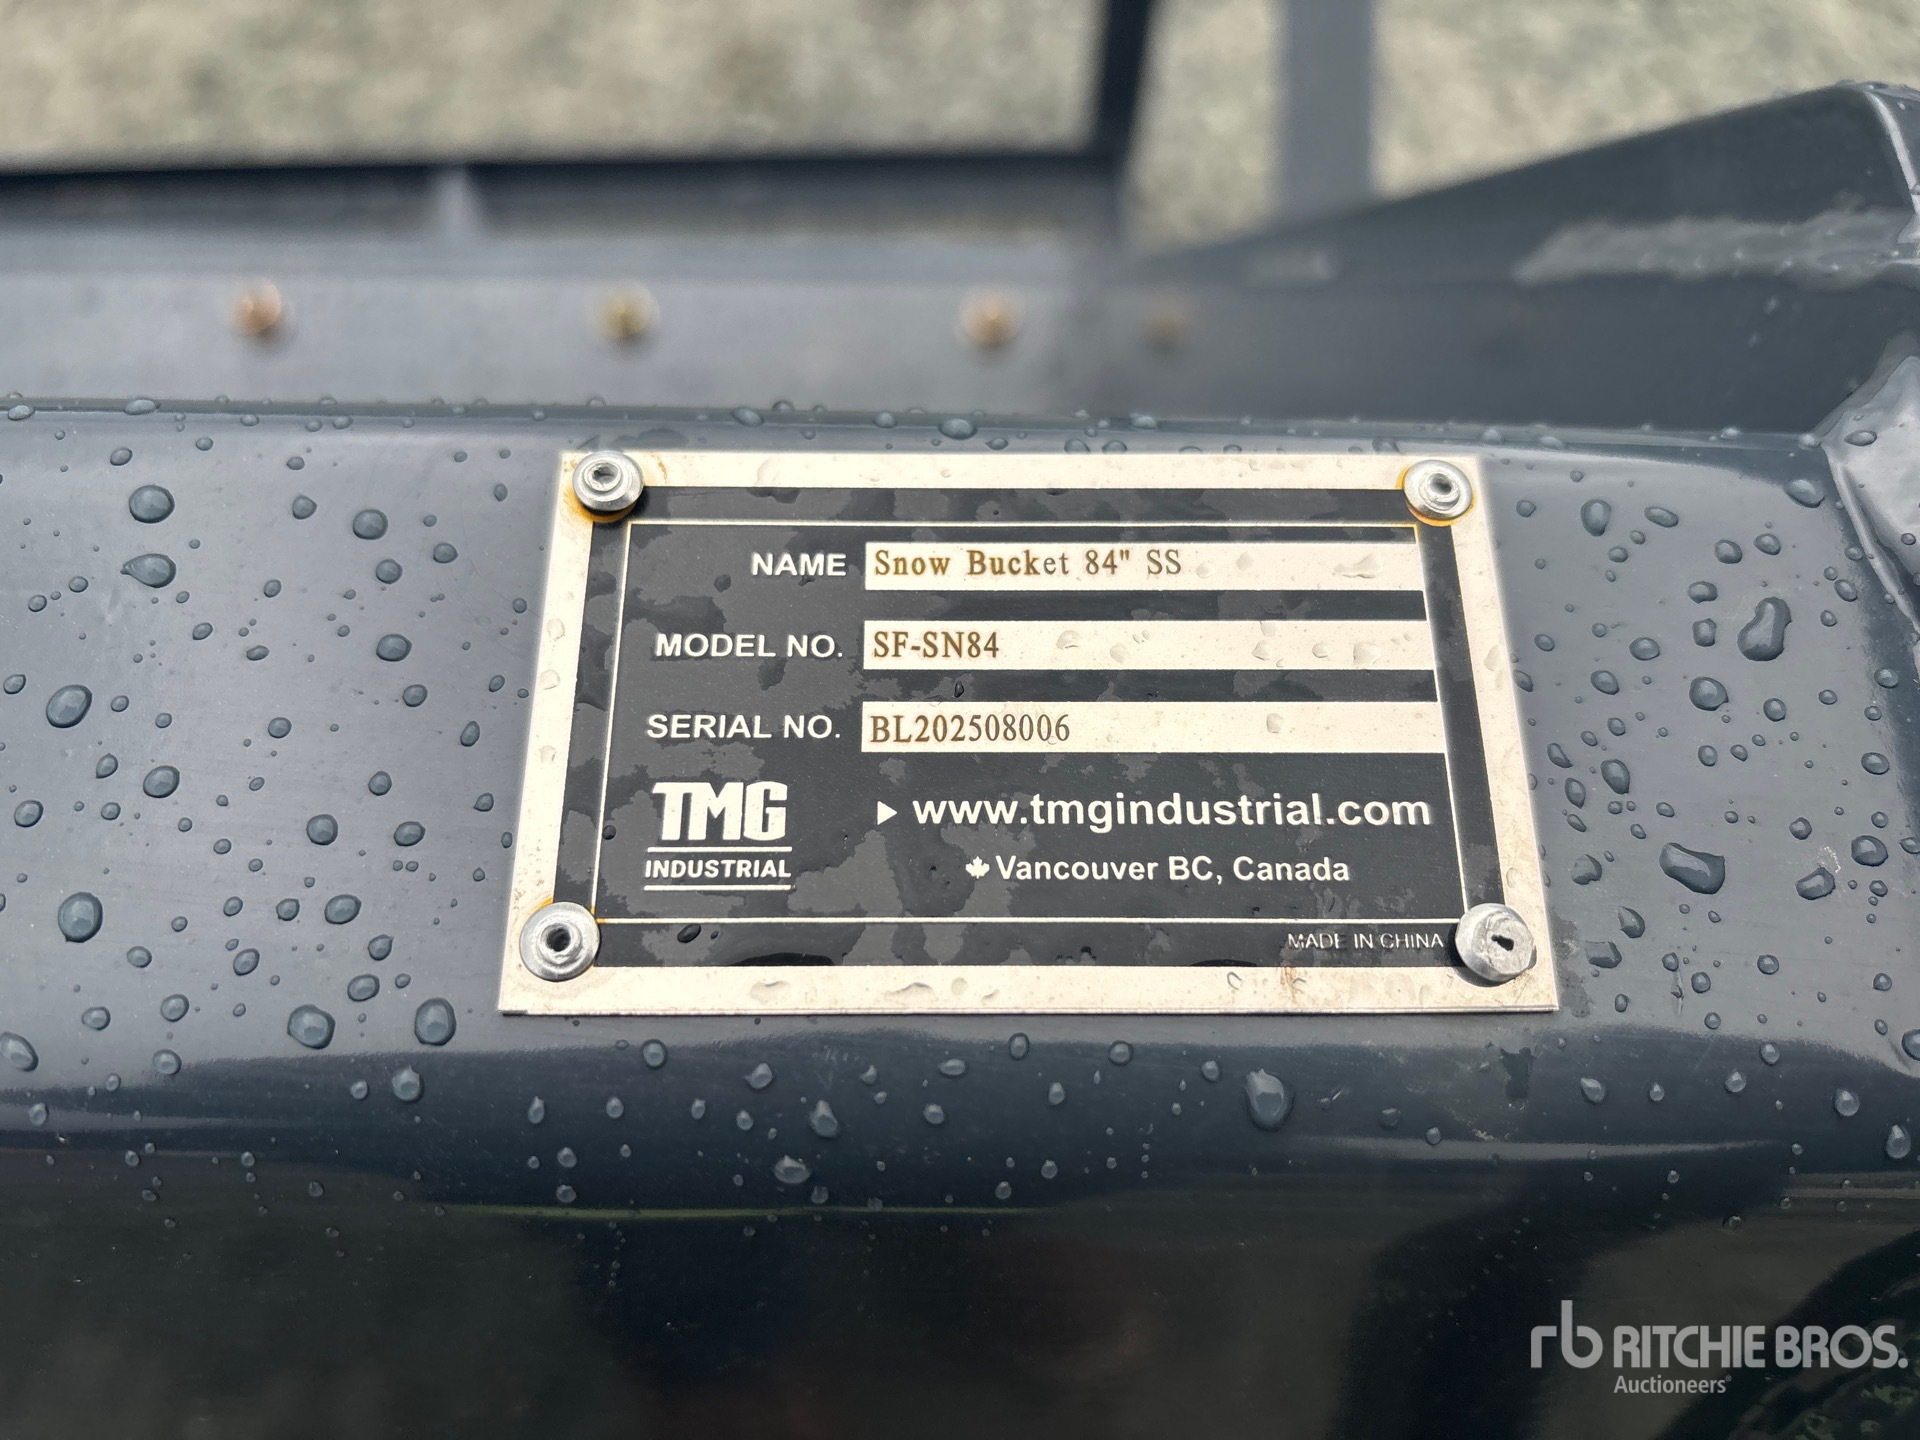 NAME Snow Bucket 84" SS
MODEL NO. SF-SN84
SERIAL NO. BL202508006
TMG INDUSTRIAL
www.tmgindustrial.com
Vancouver BC, Canada
MADE IN CHINA
rb RITCHIE BROS.
Auctioneers